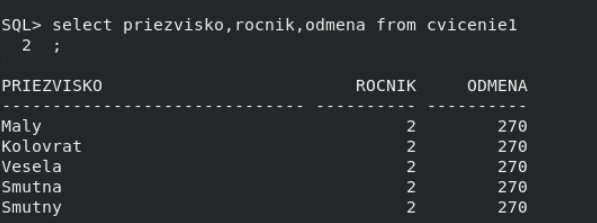 SQL> select priezvisko,rocnik,odmena from cvicenie1
  2  ;
PRIEZVISKO                         ROCNIK     ODMENA
------------------------------ ---------- ----------
Maly                                    2        270
Kolovrat                                2        270
Vesela                                  2        270
Smutna                                  2        270
Smutny                                  2        270